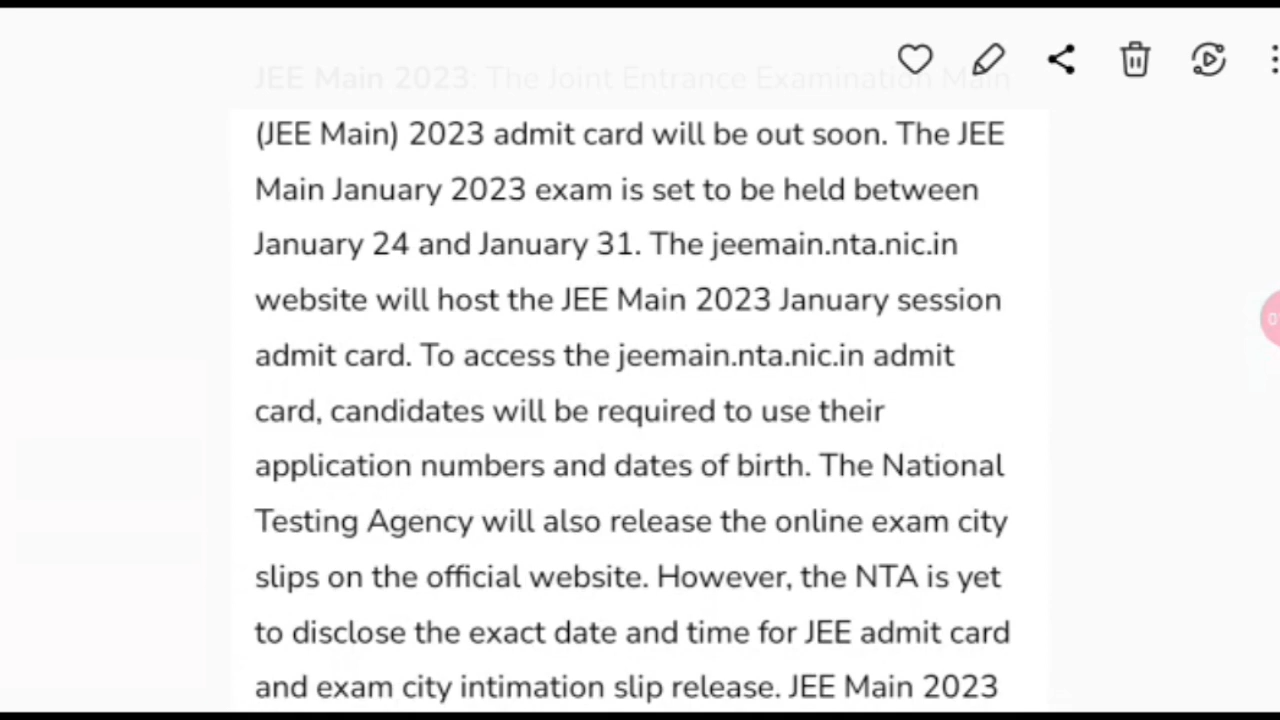 JEE Main 2023: The Joint Entrance Examination Main
(JEE Main) 2023 admit card will be out soon. The JEE
Main January 2023 exam is set to be held between
January 24 and January 31. The jeemain.nta.nic.in
website will host the JEE Main 2023 January session
admit card. To access the jeemain.nta.nic.in admit
card, candidates will be required to use their
application numbers and dates of birth. The National
Testing Agency will also release the online exam city
slips on the official website. However, the NTA is yet
to disclose the exact date and time for JEE admit card
and exam city intimation slip release. JEE Main 2023